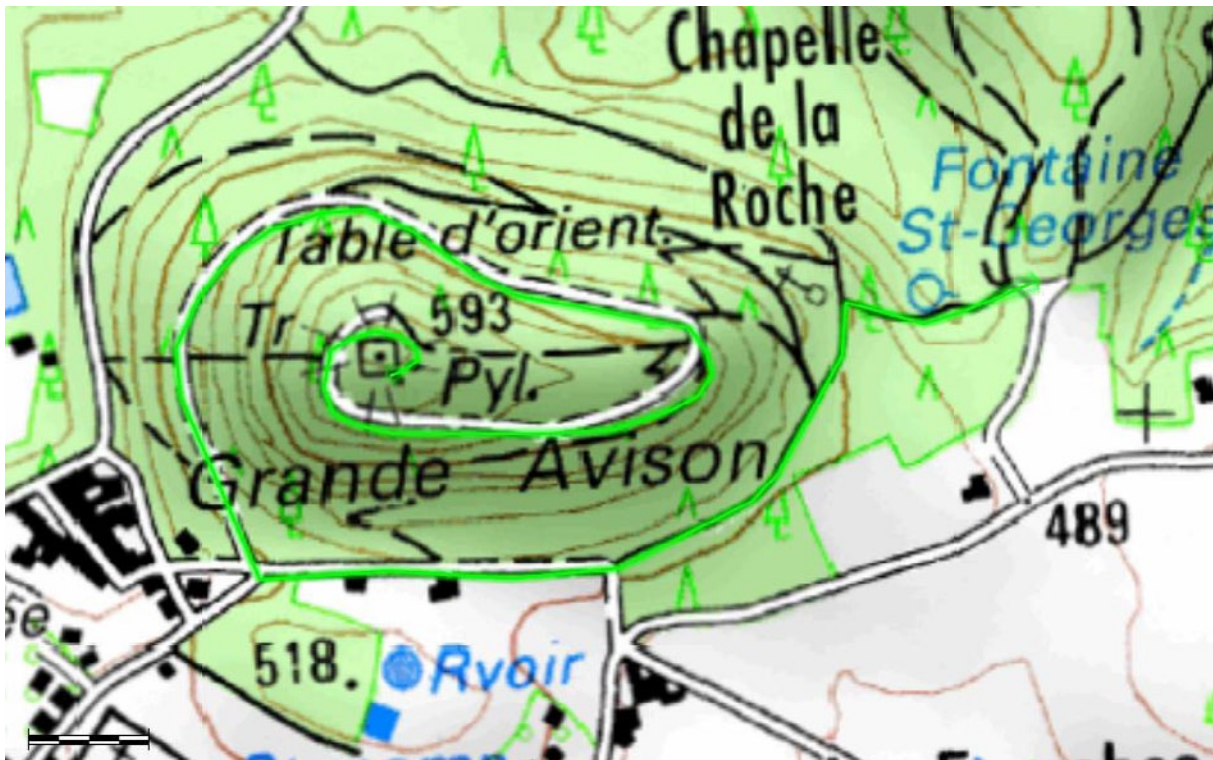 Chapelle
de la
Roche
Fontaine
St-Georges
Table d'orient.
Tr
593
Pyl.
Grande Avison
489
518.
Rvoir